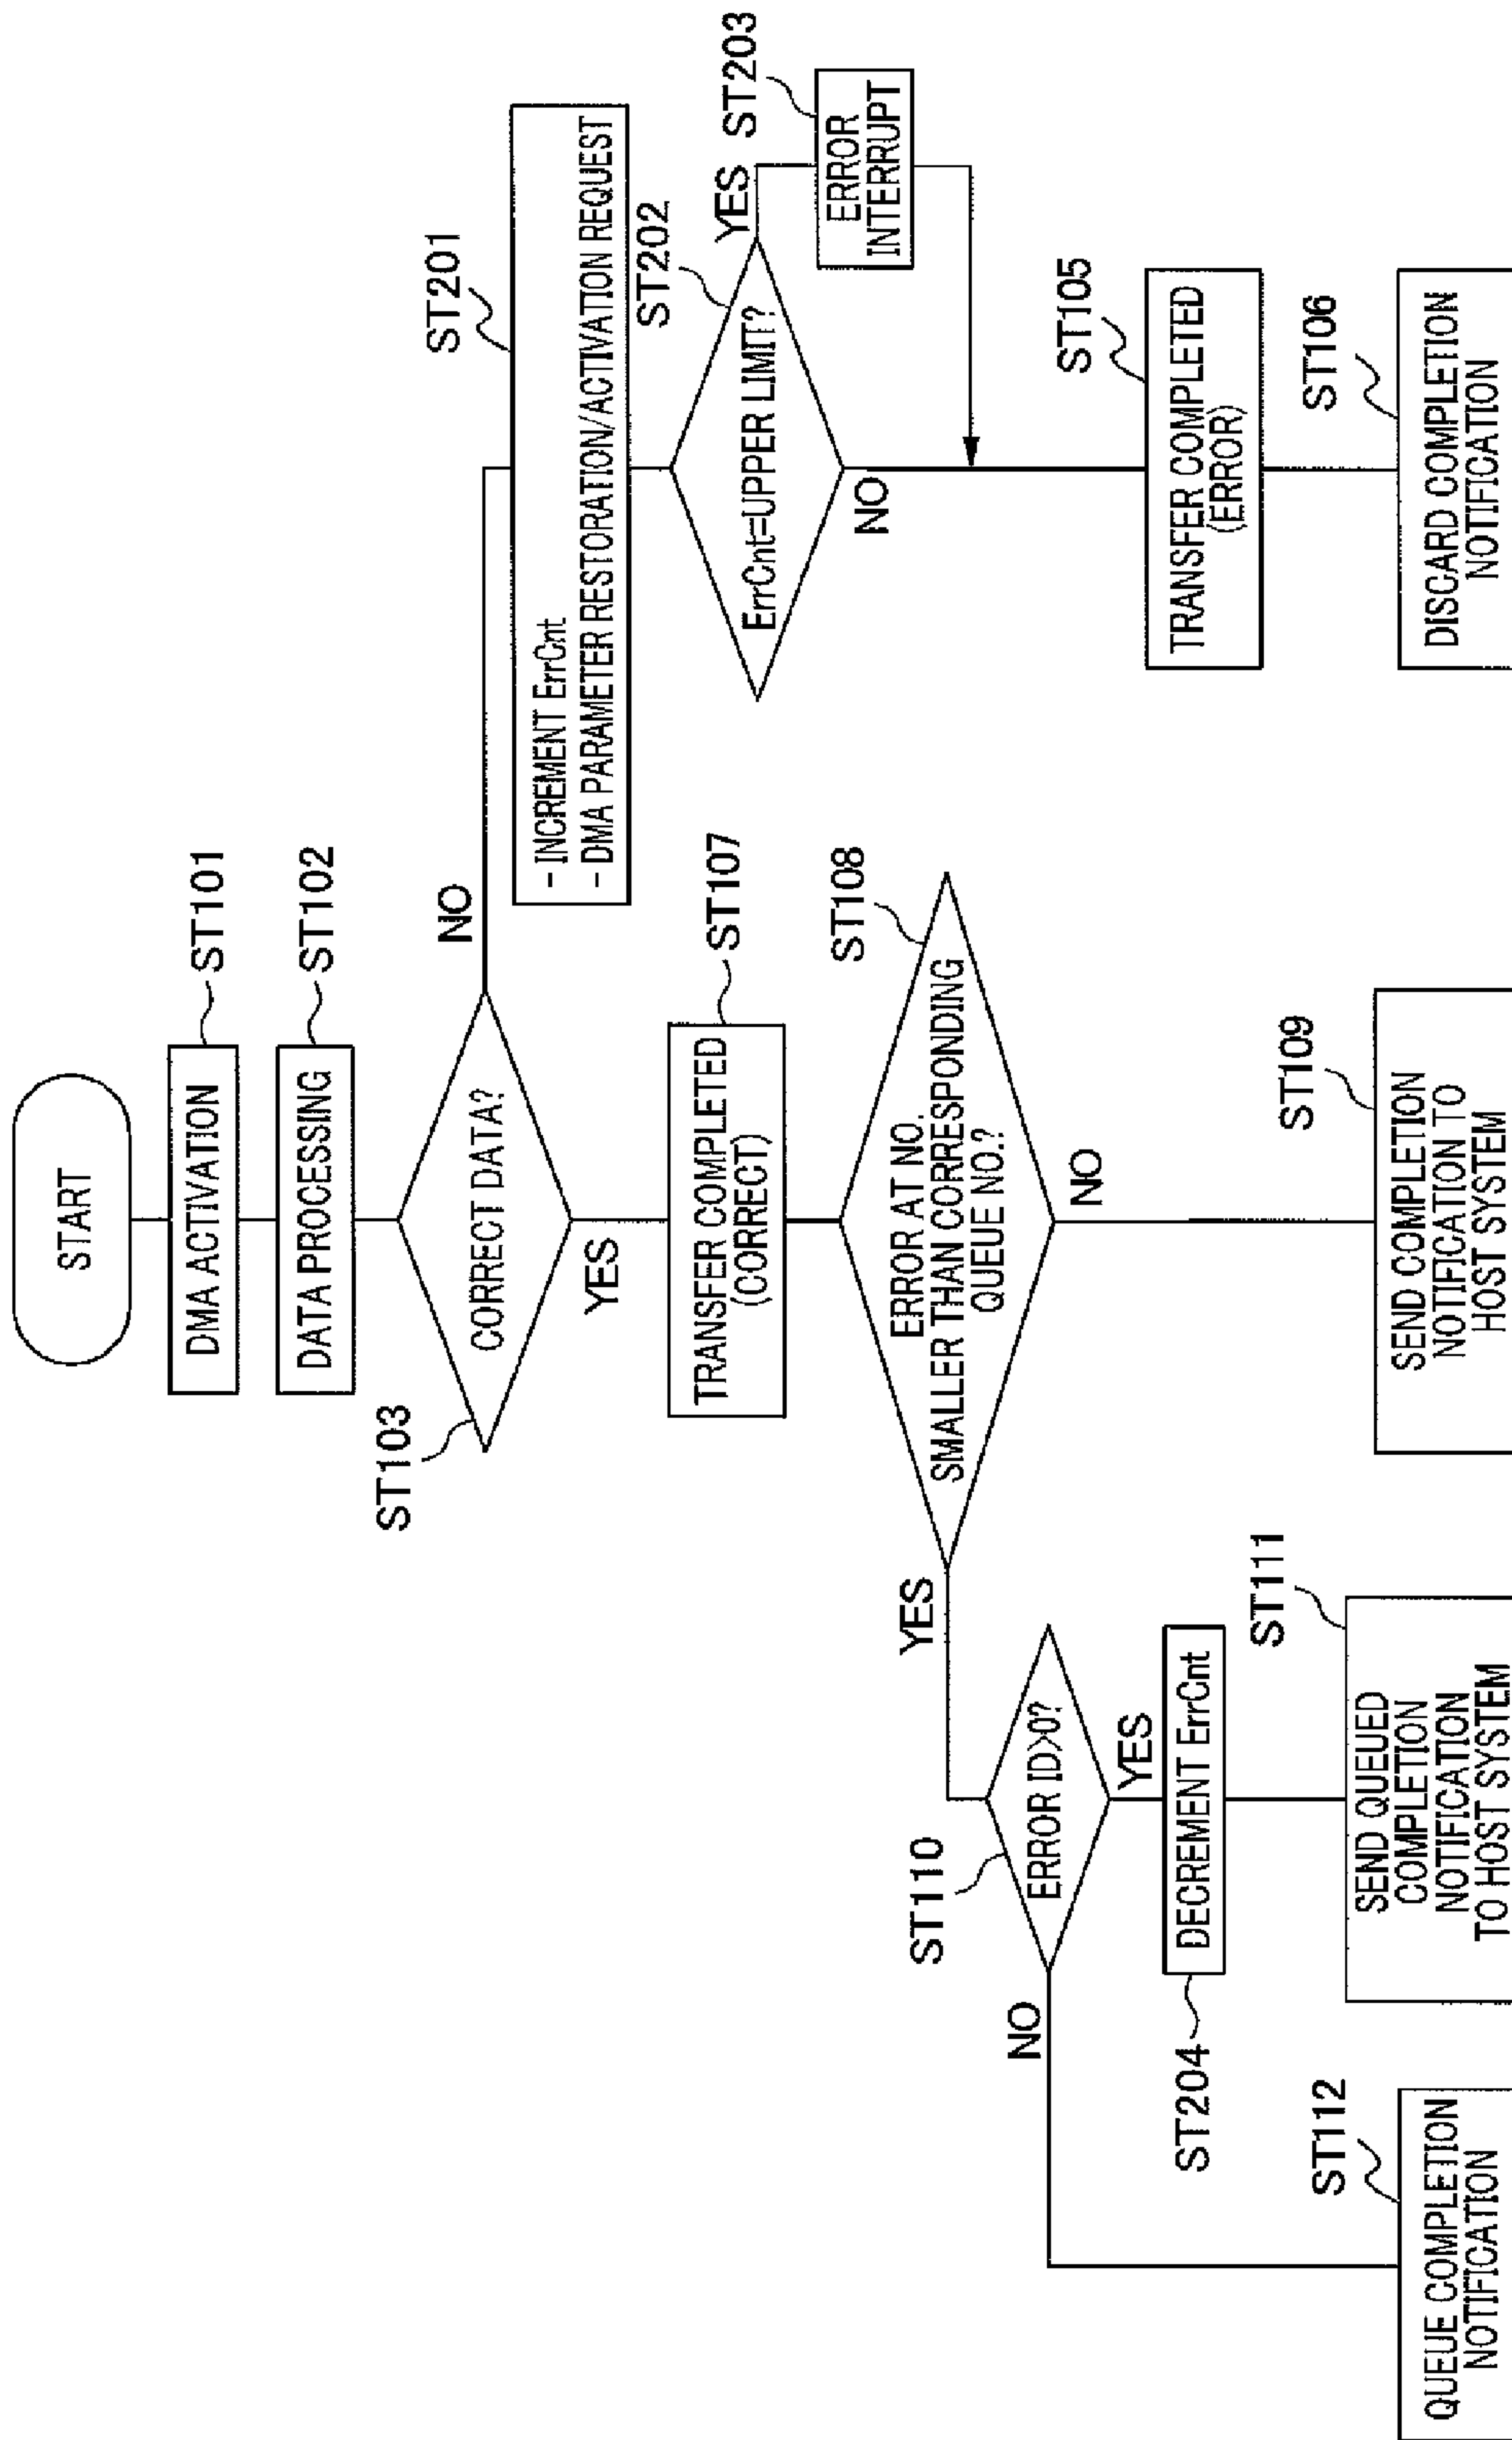 START
DMA ACTIVATION
ST101
DATA PROCESSING
ST102
ST103
CORRECT DATA?
NO
YES
ST201
- INCREMENT ErrCnt
- DMA PARAMETER RESTORATION/ACTIVATION REQUEST
ST202
ErrCnt=UPPER LIMIT?
YES
NO
ST203
ERROR
INTERRUPT
ST107
TRANSFER COMPLETED
(CORRECT)
ST105
TRANSFER COMPLETED
(ERROR)
ST106
DISCARD COMPLETION
NOTIFICATION
ST108
ERROR AT NO.
SMALLER THAN CORRESPONDING
QUEUE NO.?
YES
NO
ST109
SEND COMPLETION
NOTIFICATION TO
HOST SYSTEM
ST110
ERROR ID>0?
NO
YES
ST204
DECREMENT ErrCnt
ST111
SEND QUEUED
COMPLETION
NOTIFICATION
TO HOST SYSTEM
ST112
QUEUE COMPLETION
NOTIFICATION